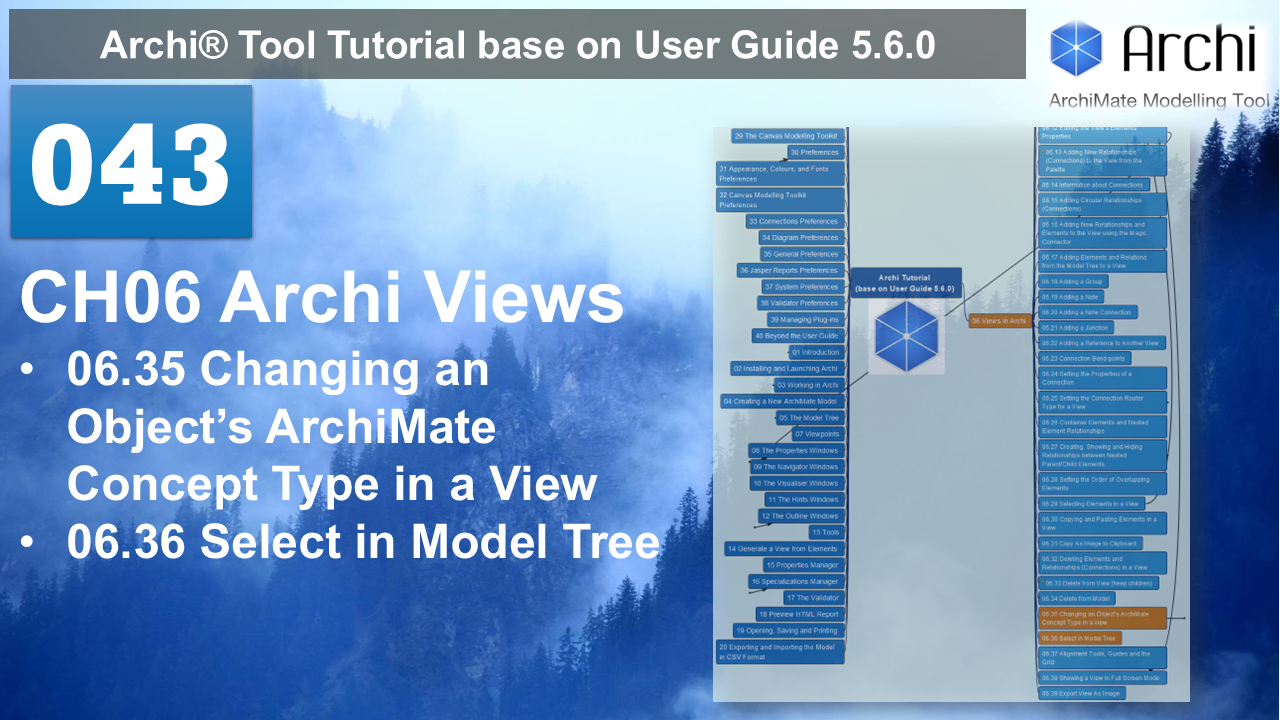 Archi® Tool Tutorial base on User Guide 5.6.0
Archi
ArchiMate Modelling Tool
043
CH06 Archi Views
• 06.35 Changing an
Object’s ArchiMate
Concept Type in a View
• 06.36 Select in Model Tree
29 The Canvas Modelling Toolkit
30 Preferences
31 Appearance, Colours, and Fonts
Preferences
32 Canvas Modelling Toolkit
Preferences
33 Connections Preferences
34 Diagram Preferences
35 General Preferences
36 Jasper Reports Preferences
37 System Preferences
38 Validator Preferences
39 Managing Plug-ins
40 Beyond the User Guide
01 Introduction
02 Installing and Launching Archi
03 Working in Archi
04 Creating a New ArchiMate Model
05 The Model Tree
07 Viewpoints
08 The Properties Windows
09 The Navigator Windows
10 The Visualiser Windows
11 The Hints Windows
12 The Outline Windows
13 Tools
14 Generate a View from Elements
15 Properties Manager
16 Specializations Manager
17 The Validator
18 Preview HTML Report
19 Opening, Saving and Printing
20 Exporting and Importing the Model
in CSV Format
Archi Tutorial
(base on User Guide 5.6.0)
06 Views in Archi
06.12 Editing the View's Elements
Properties
06.13 Adding New Relationships
(Connections) to the View from the
Palette
06.14 Information about Connections
06.15 Adding Circular Relationships
(Connections)
06.16 Adding New Relationships and
Elements to the View using the Magic
Connector
06.17 Adding Elements and Relations
from the Model Tree to a View
06.18 Adding a Group
06.19 Adding a Note
06.20 Adding a Note Connection
06.21 Adding a Junction
06.22 Adding a Reference to Another View
06.23 Connection Bend-points
06.24 Setting the Properties of a
Connection
06.25 Setting the Connection Router
Type for a View
06.26 Container Elements and Nested
Element Relationships
06.27 Creating, Showing and Hiding
Relationships between Nested
Parent/Child Elements
06.28 Setting the Order of Overlapping
Elements
06.29 Selecting Elements in a View
06.30 Copying and Pasting Elements in a
View
06.31 Copy As Image to Clipboard
06.32 Deleting Elements and
Relationships (Connections) in a View
06.33 Delete from View (keep children)
06.34 Delete from Model
06.35 Changing an Object's ArchiMate
Concept Type in a view
06.36 Select in Model Tree
06.37 Alignment Tools, Guides and the
Grid
06.38 Showing a View in Full Screen Mode
06.39 Export View As Image